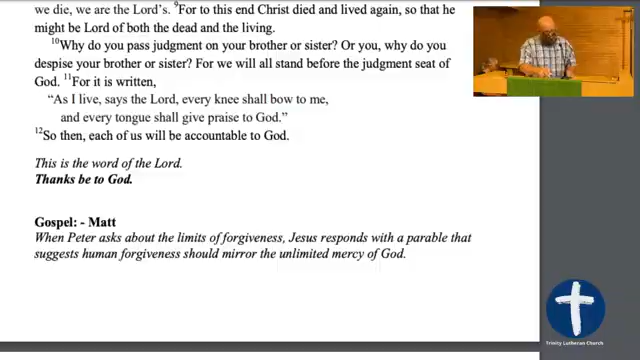 we die, we are the Lord's. ⁹For to this end Christ died and lived again, so that he
might be Lord of both the dead and the living.
¹⁰Why do you pass judgment on your brother or sister? Or you, why do you
despise your brother or sister? For we will all stand before the judgment seat of
God. ¹¹For it is written,
“As I live, says the Lord, every knee shall bow to me,
and every tongue shall give praise to God.”
¹²So then, each of us will be accountable to God.
This is the word of the Lord.
Thanks be to God.
Gospel: - Matt
When Peter asks about the limits of forgiveness, Jesus responds with a parable that
suggests human forgiveness should mirror the unlimited mercy of God.
Trinity Lutheran Church